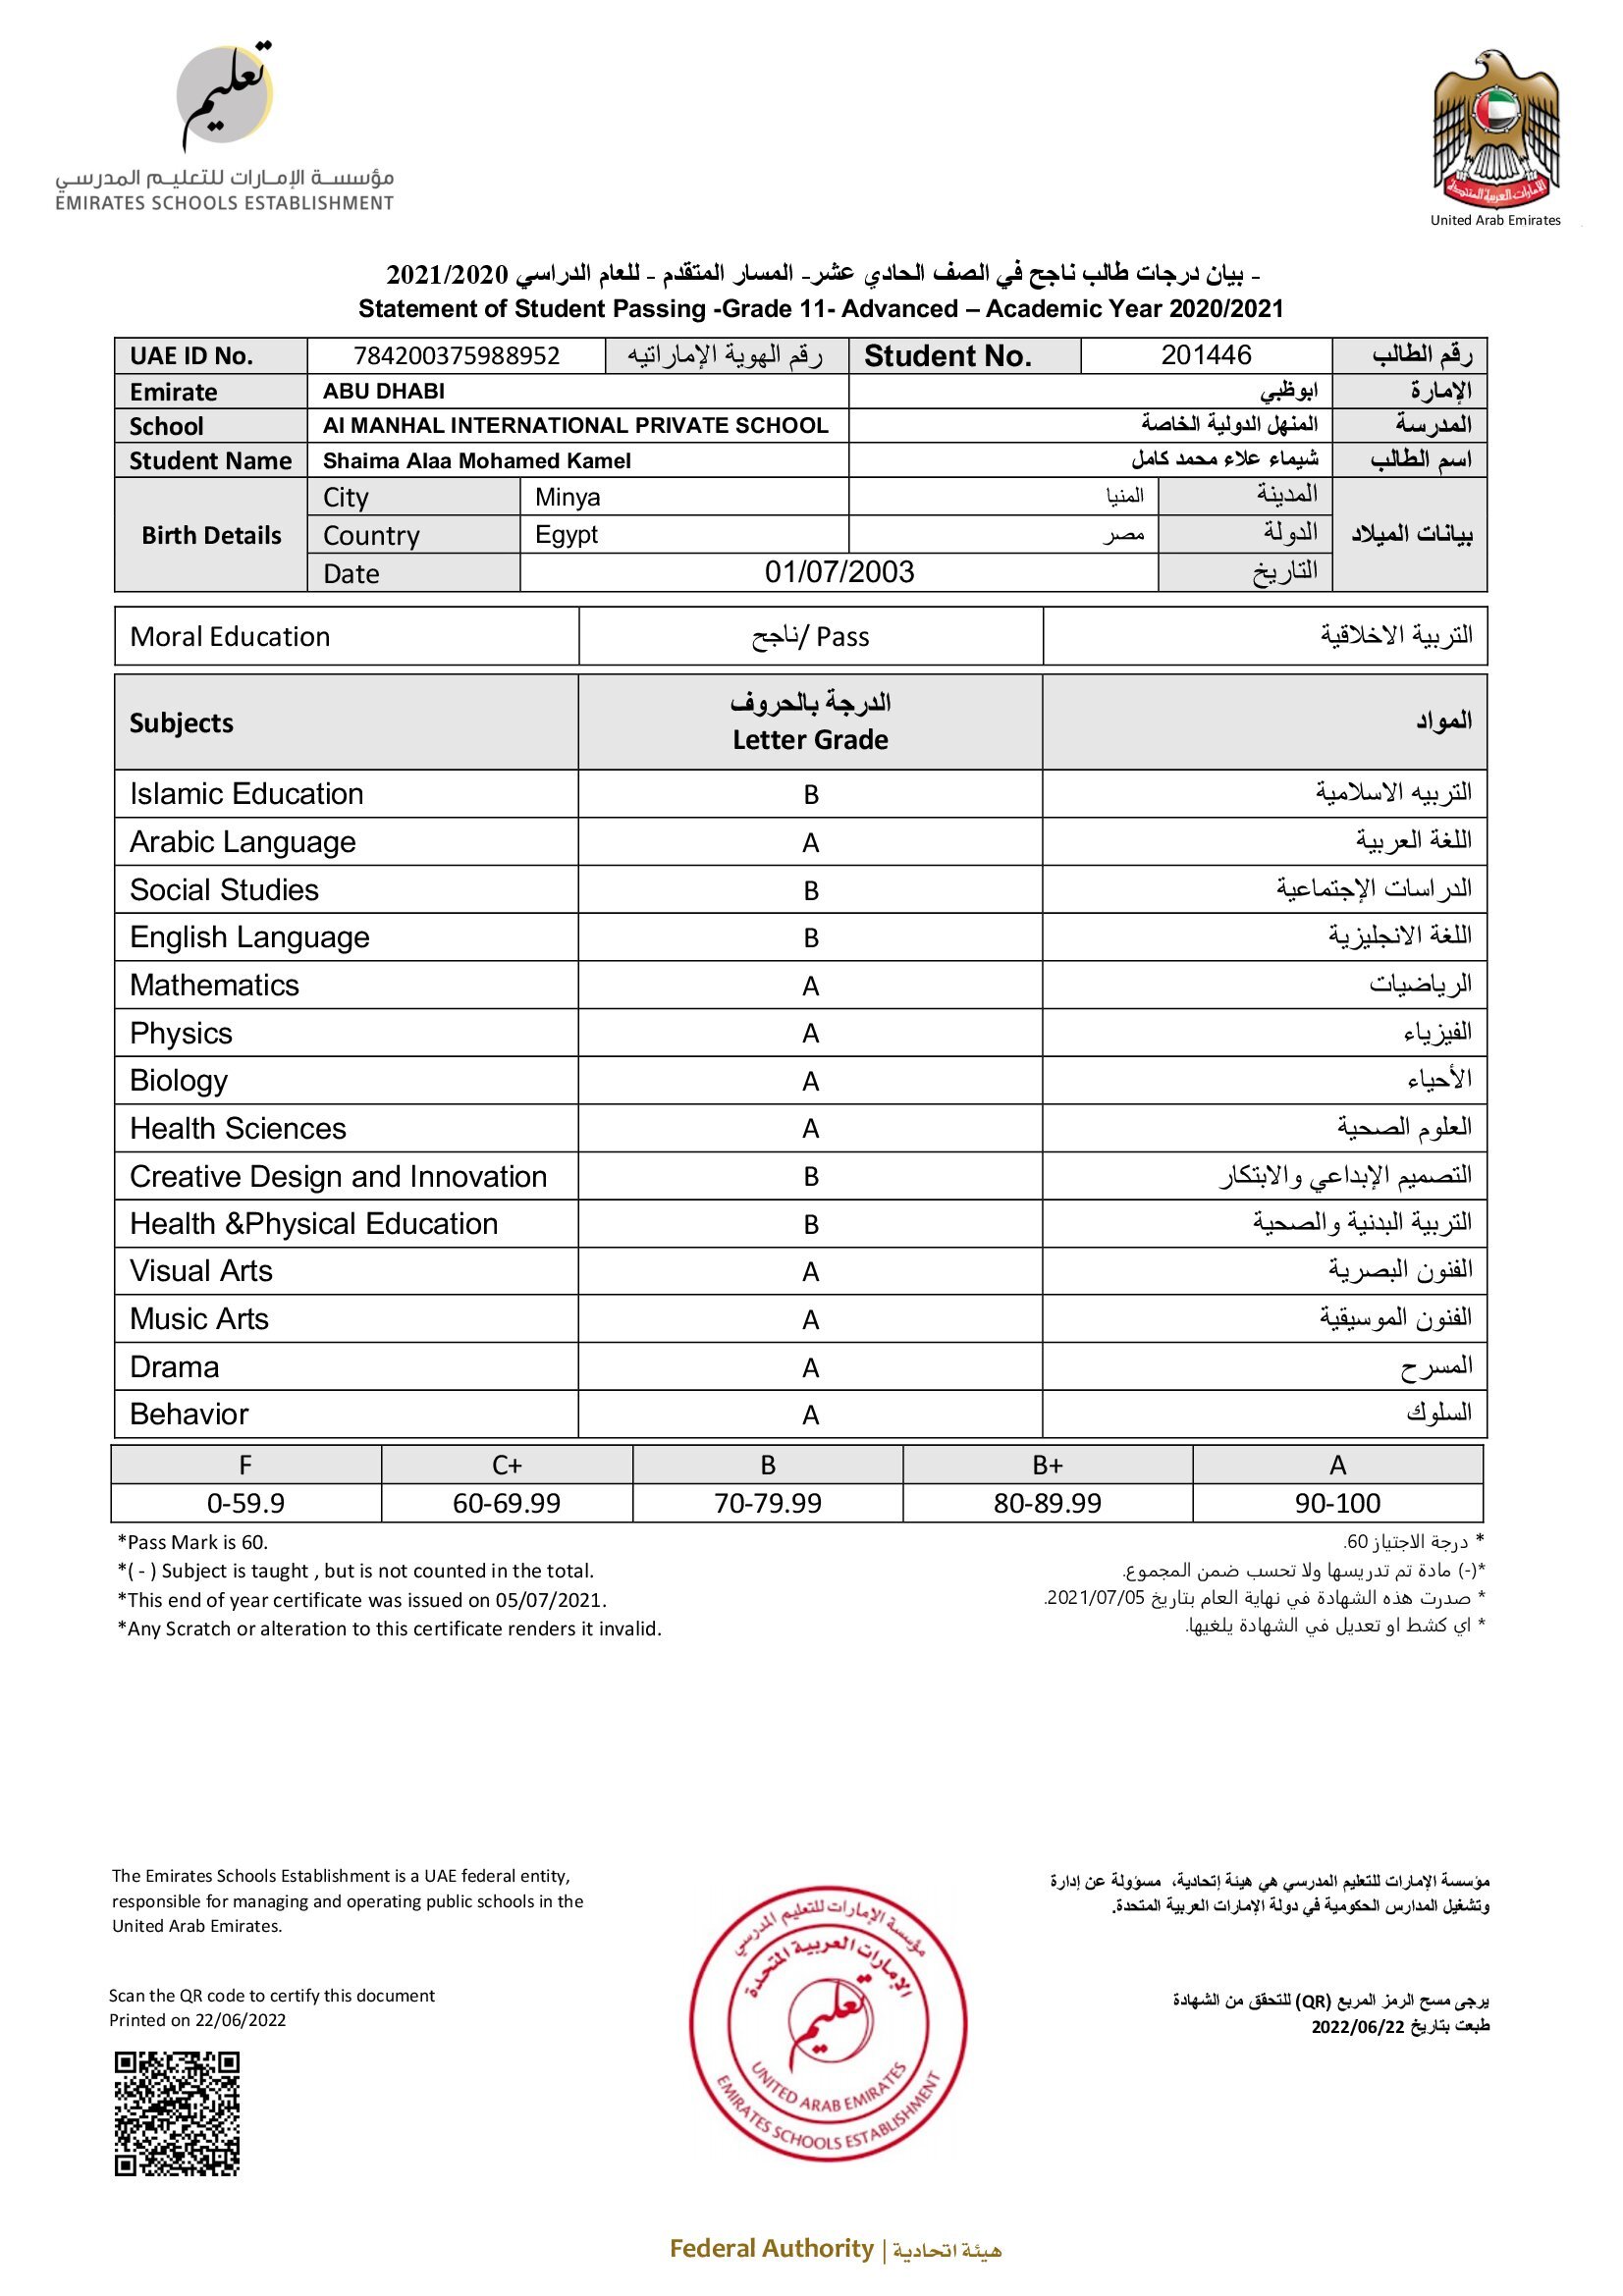 تعليم
مؤسسة الإمارات للتعليم المدرسي
EMIRATES SCHOOLS ESTABLISHMENT
الإمارات العربية المتحدة
United Arab Emirates
- بيان درجات طالب ناجح في الصف الحادي عشر- المسار المتقدم - للعام الدراسي 2021/2020
Statement of Student Passing -Grade 11- Advanced – Academic Year 2020/2021
UAE ID No. 784200375988952 رقم الهوية الإماراتيه Student No. 201446 رقم الطالب
Emirate ABU DHABI ابوظبي الإمارة
School Al MANHAL INTERNATIONAL PRIVATE SCHOOL المنهل الدولية الخاصة المدرسة
Student Name Shaima Alaa Mohamed Kamel شيماء علاء محمد كامل اسم الطالب
Birth Details City Minya المنيا المدينة بيانات الميلاد
Country Egypt مصر الدولة
Date 01/07/2003 التاريخ
Moral Education ناجح/ Pass التربية الاخلاقية
Subjects الدرجة بالحروف المواد
Letter Grade
Islamic Education B التربيه الاسلامية
Arabic Language A اللغة العربية
Social Studies B الدراسات الإجتماعية
English Language B اللغة الانجليزية
Mathematics A الرياضيات
Physics A الفيزياء
Biology A الأحياء
Health Sciences A العلوم الصحية
Creative Design and Innovation B التصميم الإبداعي والابتكار
Health &Physical Education B التربية البدنية والصحية
Visual Arts A الفنون البصرية
Music Arts A الفنون الموسيقية
Drama A المسرح
Behavior A السلوك
F C+ B B+ A
0-59.9 60-69.99 70-79.99 80-89.99 90-100
*Pass Mark is 60. * درجة الاجتياز 60.
*( - ) Subject is taught , but is not counted in the total. *(-) مادة تم تدريسها ولا تحسب ضمن المجموع.
*This end of year certificate was issued on 05/07/2021. * صدرت هذه الشهادة في نهاية العام بتاريخ 2021/07/05.
*Any Scratch or alteration to this certificate renders it invalid. * اي كشط او تعديل في الشهادة يلغيها.
The Emirates Schools Establishment is a UAE federal entity,
responsible for managing and operating public schools in the
United Arab Emirates.
مؤسسة الإمارات للتعليم المدرسي هي هيئة إتحادية، مسؤولة عن إدارة
وتشغيل المدارس الحكومية في دولة الإمارات العربية المتحدة.
Scan the QR code to certify this document
Printed on 22/06/2022
يرجى مسح الرمز المربع (QR) للتحقق من الشهادة
طبعت بتاريخ 2022/06/22
مؤسسة الإمارات للتعليم المدرسي
الإمارات العربية المتحدة
تعليم
UNITED ARAB EMIRATES
EMIRATES SCHOOLS ESTABLISHMENT
Federal Authority | هيئة اتحادية